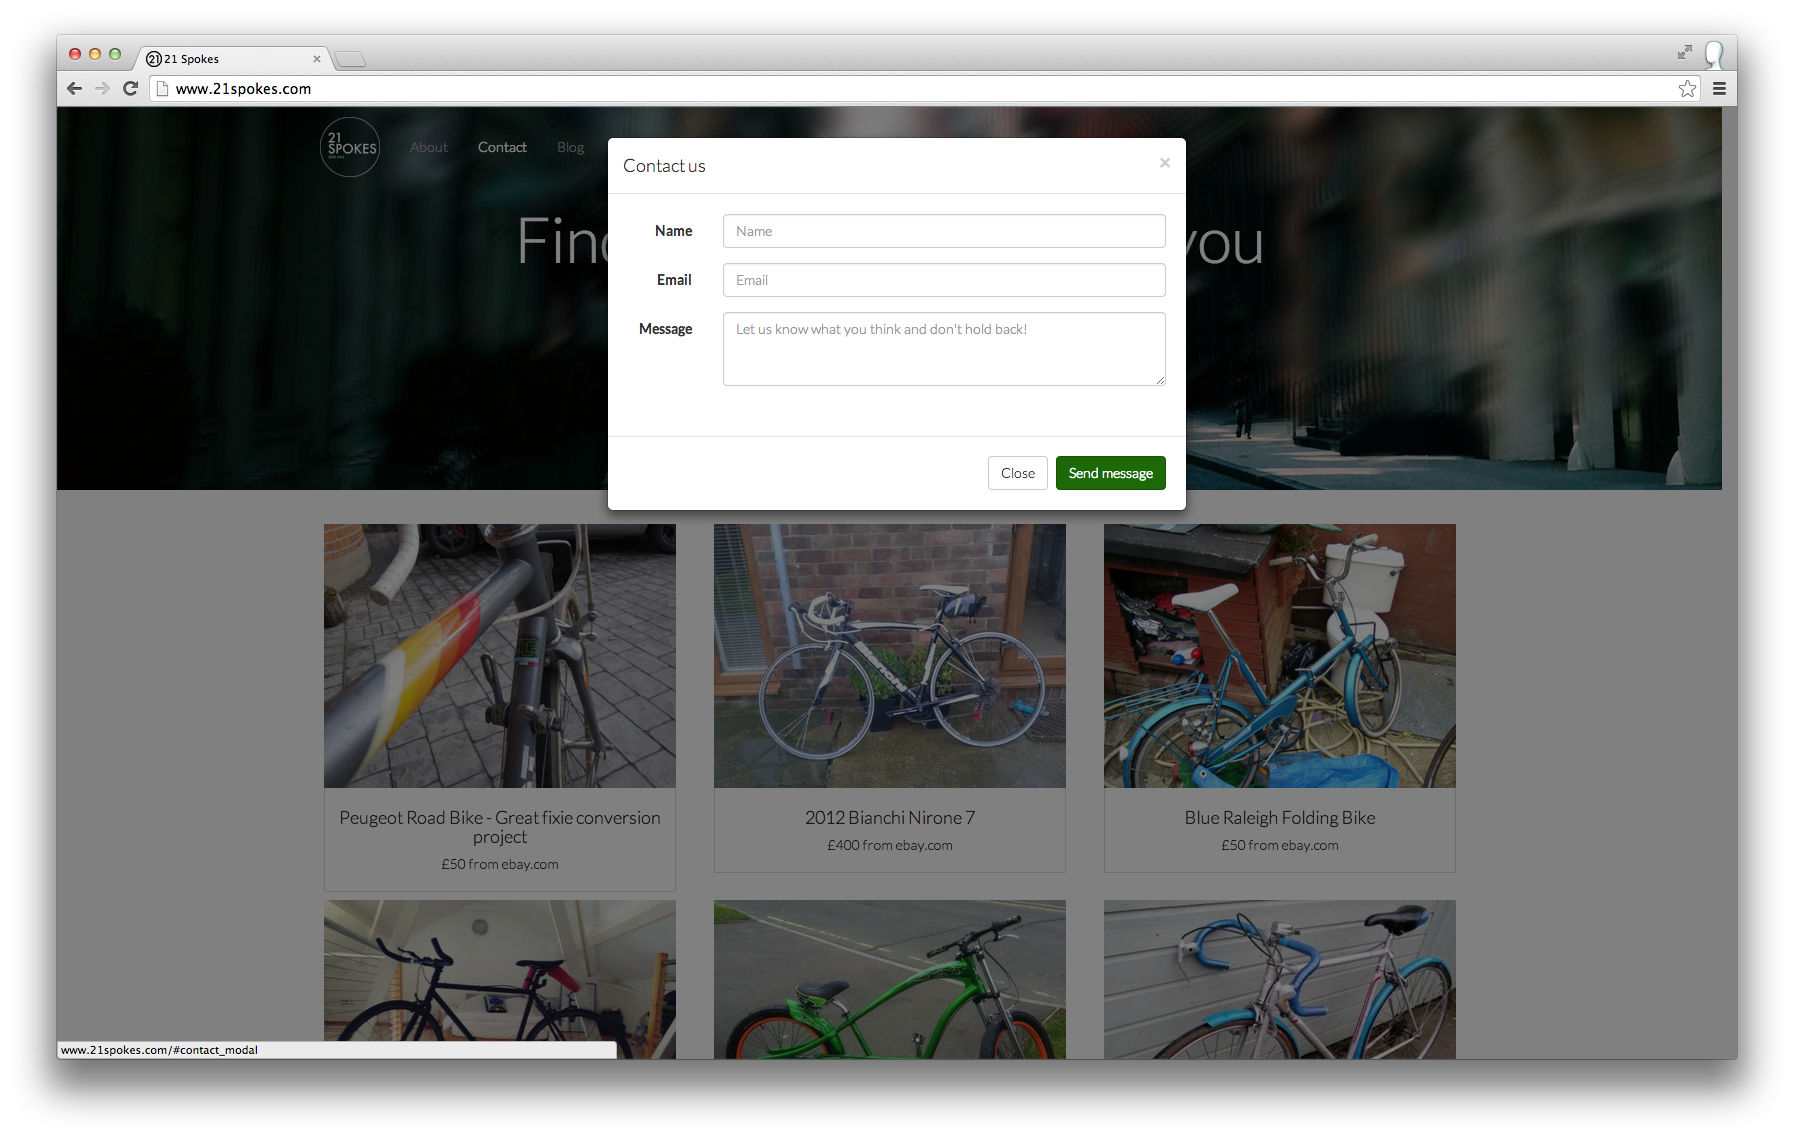 21 Spokes
www.21spokes.com
21
SPOKES
About
Contact
Blog
Contact us
×
Fin
you
Name
Name
Email
Email
Message
Let us know what you think and don't hold back!
Close
Send message
Bianchi
Peugeot Road Bike - Great fixie conversion
project
£50 from ebay.com
2012 Bianchi Nirone 7
£400 from ebay.com
Blue Raleigh Folding Bike
£50 from ebay.com
www.21spokes.com/#contact_modal